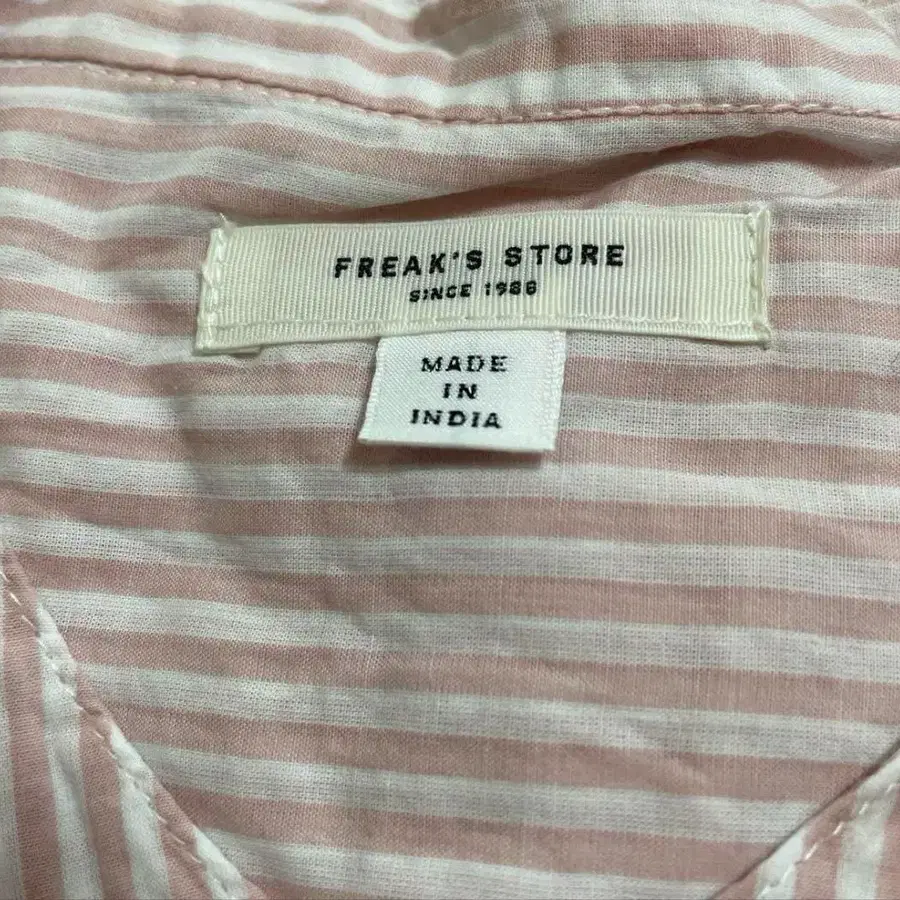 FREAK'S STORE
SINCE 1986
MADE
IN
INDIA